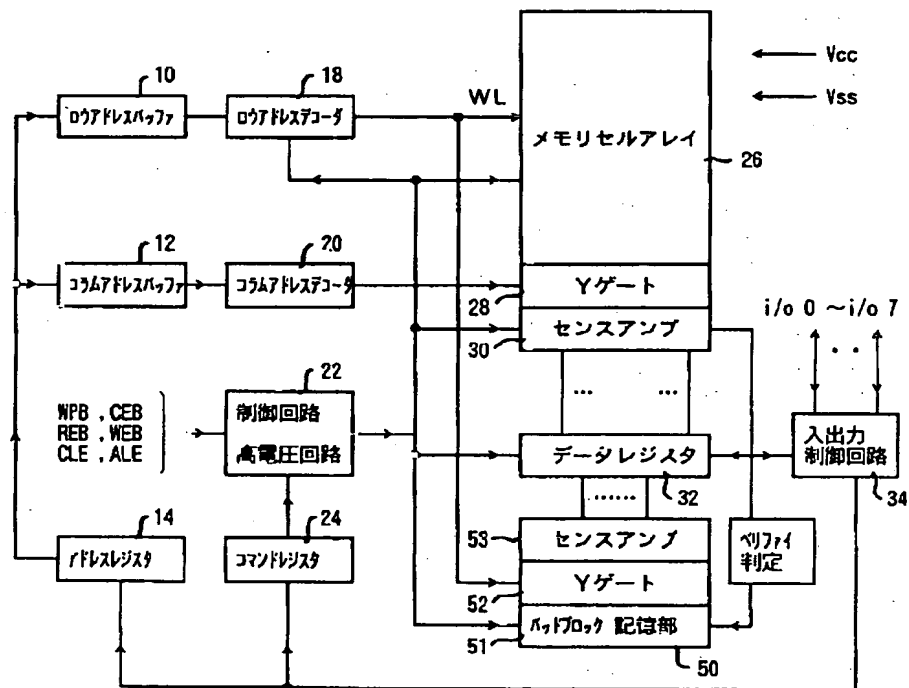 10
18
ロウアドレスバッファ
ロウアドレスデコーダ
WL
メモリセルアレイ
Vcc
Vss
26
12
20
コラムアドレスバッファ
コラムアドレスデコーダ
Yゲート
28
センスアンプ
30
i/o 0 ～i/o 7
WPB , CEB
REB , WEB
CLE , ALE
22
制御回路
高電圧回路
データレジスタ
32
入出力
制御回路
34
14
アドレスレジスタ
24
コマンドレジスタ
53
センスアンプ
Yゲート
52
バッドブロック 記憶部
51
50
ベリファイ
判定